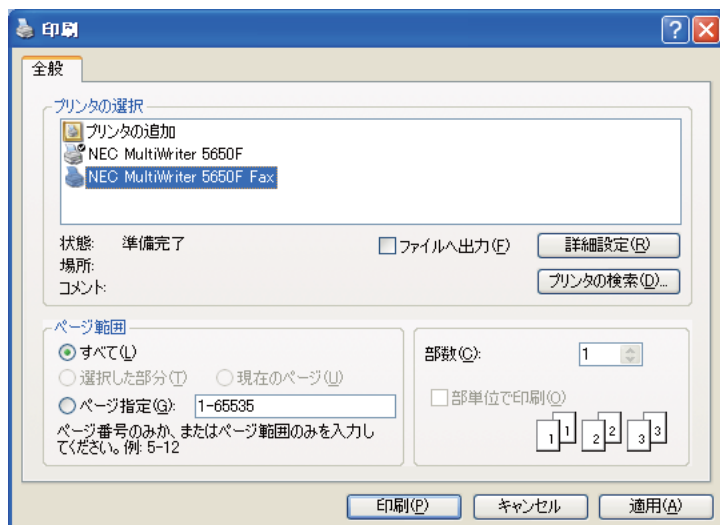 印刷
全般
プリンタの選択
プリンタの追加
NEC MultiWriter 5650F
NEC MultiWriter 5650F Fax
状態: 準備完了
場所:
コメント:
ファイルへ出力(F)
詳細設定(R)
プリンタの検索(D)...
ページ範囲
すべて(L)
選択した部分(T) 現在のページ(U)
ページ指定(G): 1-65535
ページ番号のみか、またはページ範囲のみを入力し
てください。例: 5-12
部数(C): 1
部単位で印刷(O)
1 1 2 2 3 3
印刷(P) キャンセル 適用(A)